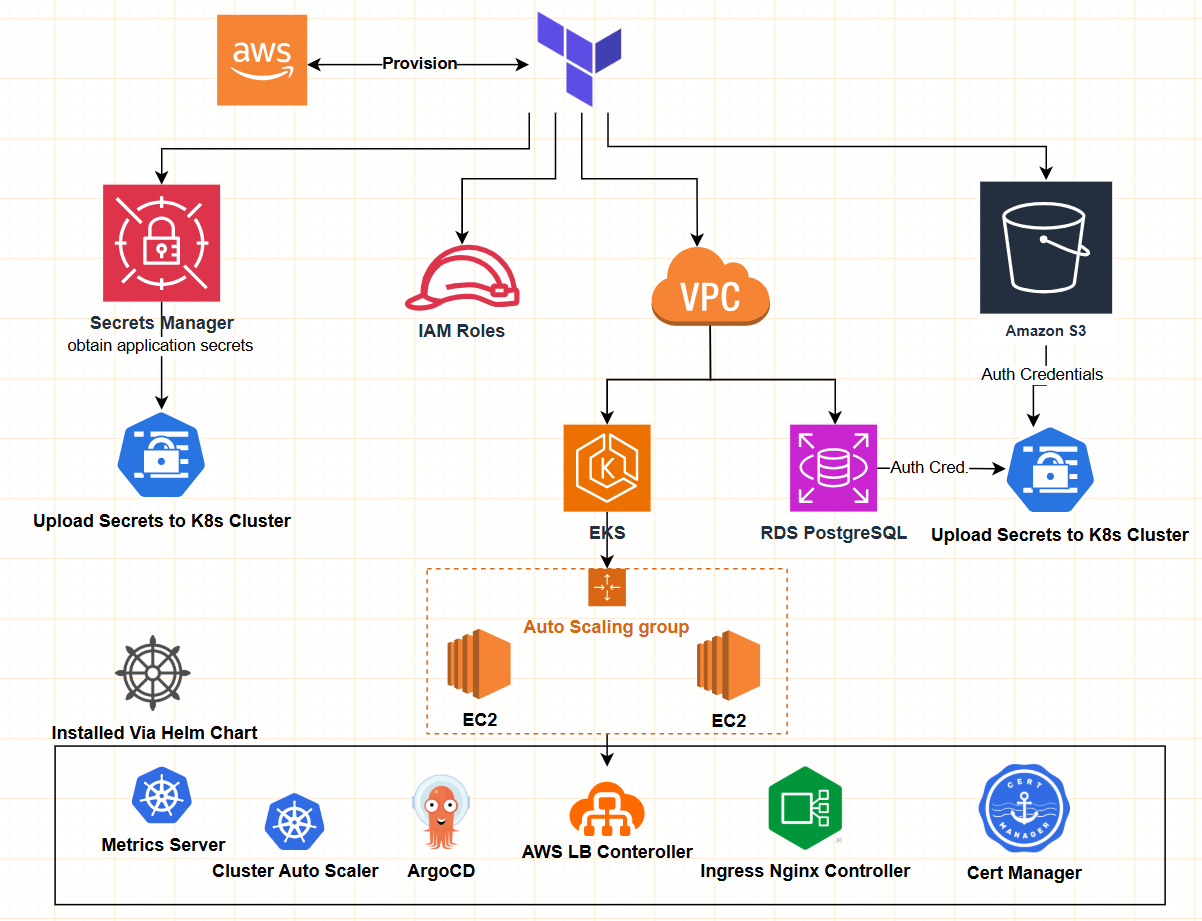 aws
Provision
VPC
Secrets Manager
obtain application secrets
IAM Roles
Amazon S3
Auth Credentials
K
Auth Cred.
Upload Secrets to K8s Cluster
EKS
RDS PostgreSQL
Upload Secrets to K8s Cluster
Auto Scaling group
EC2
EC2
Installed Via Helm Chart
Metrics Server
Cluster Auto Scaler
ArgoCD
AWS LB Conteroller
Ingress Nginx Controller
CERT
MANAGER
Cert Manager